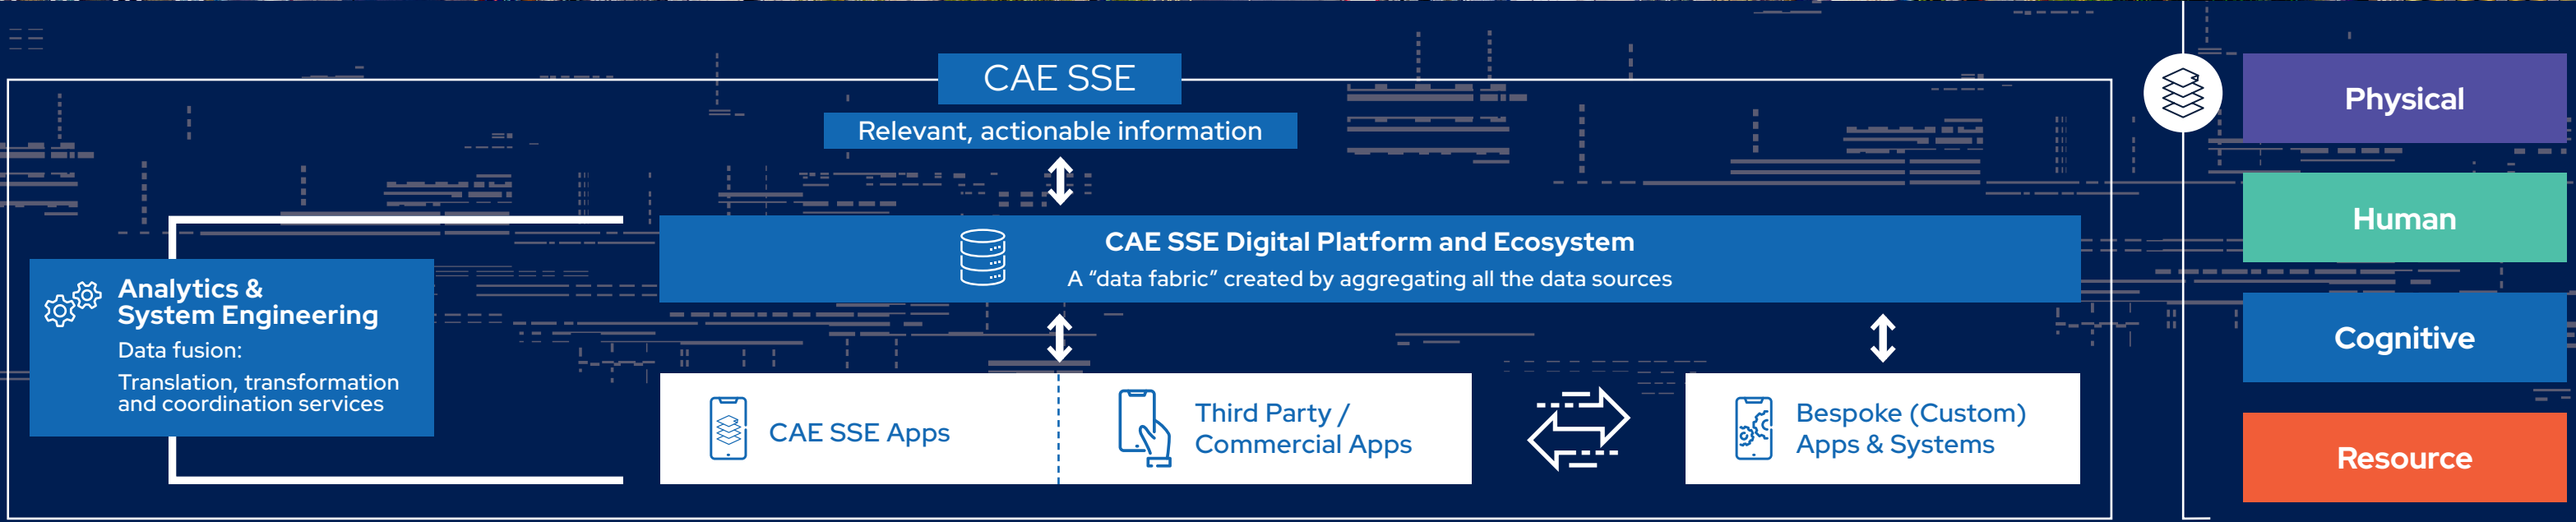 CAE SSE
Relevant, actionable information
CAE SSE Digital Platform and Ecosystem
A “data fabric” created by aggregating all the data sources
Analytics &
System Engineering
Data fusion:
Translation, transformation
and coordination services
CAE SSE Apps
Third Party /
Commercial Apps
Bespoke (Custom)
Apps & Systems
Physical
Human
Cognitive
Resource